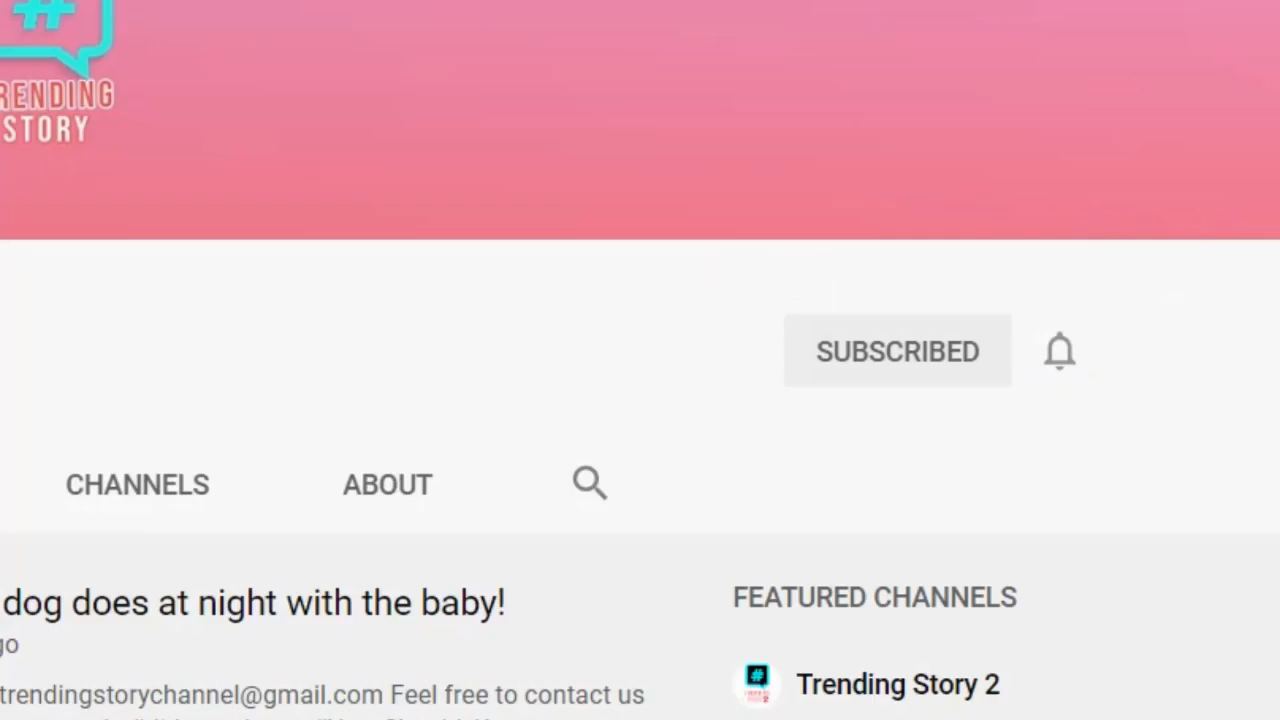 #
RENDING
STORY
SUBSCRIBED
CHANNELS ABOUT
dog does at night with the baby!
FEATURED CHANNELS
go
Trending Story 2
trendingstorychannel@gmail.com Feel free to contact us